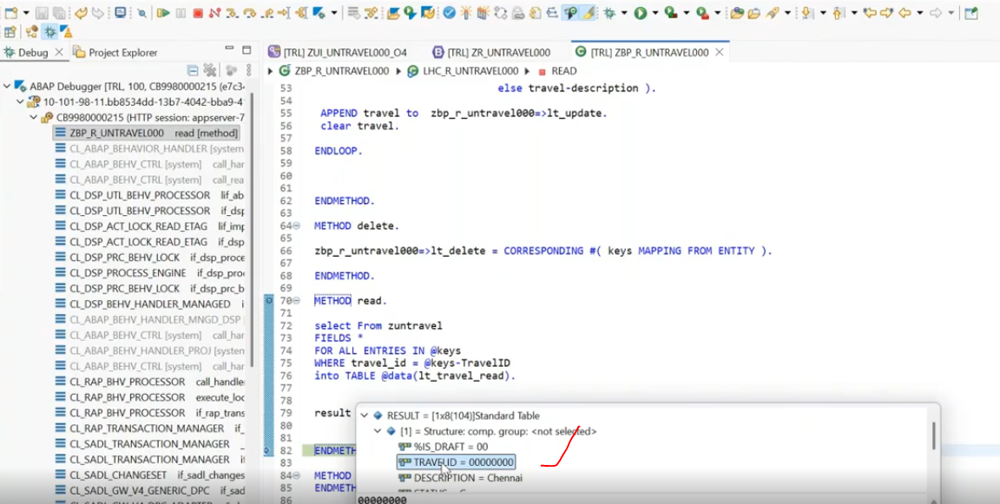 Debug
Project Explorer
[TRL] ZUI_UNTRAVEL000_O4
[TRL] ZR_UNTRAVEL000
[TRL] ZBP_R_UNTRAVEL000
ZBP_R_UNTRAVEL000
LHC_R_UNTRAVEL000
READ
ABAP Debugger [TRL, 100, CB9980000215 (e7c34
10-101-98-11.bb8534dd-13b7-4042-bba9-4
CB9980000215 (HTTP session: appserver-7
ZBP_R_UNTRAVEL000 read [method]
CL_ABAP_BEHAVIOR_HANDLER [system
CL_ABAP_BEHV_CTRL [system] call_har
CL_ABAP_BEHV_CTRL [system] call_rea
CL_DSP_UTL_BEHV_PROCESSOR lif_ab
CL_DSP_UTL_BEHV_PROCESSOR if_dsp
CL_DSP_ACT_LOCK_READ_ETAG lif_imp
CL_DSP_ACT_LOCK_READ_ETAG if_dsp
CL_DSP_PRC_BEHV_LOCK if_dsp_proce
CL_DSP_PROCESS_ENGINE if_dsp_pro
CL_DSP_PRC_BEHV_LOCK if_dsp_prc_b
CL_DSP_BEHV_HANDLER_MANAGED i
CL_ABAP_BEHV_HANDLER_MNGD_DSP
CL_ABAP_BEHV_CTRL [system] call_har
CL_ABAP_BEHV_HANDLER_PROJ [system
CL_ABAP_BEHV_CTRL [system] call_har
CL_RAP_BHV_PROCESSOR call_handle
CL_RAP_BHV_PROCESSOR execute_loc
CL_RAP_BHV_PROCESSOR if_rap_trans
CL_RAP_TRANSACTION_MANAGER if_
CL_SADL_TRANSACTION_MANAGER if_
CL_SADL_TRANSACTION_MANAGER if_
CL_SADL_CHANGESET if_sadl_changes
CL_SADL_GW_V4_GENERIC_DPC if_sad
53 else travel-description ).
54
55 APPEND travel to zbp_r_untravel000=>lt_update.
56 clear travel.
57
58 ENDLOOP.
59
60
61
62 ENDMETHOD.
63
64 METHOD delete.
65
66 zbp_r_untravel000=>lt_delete = CORRESPONDING #( keys MAPPING FROM ENTITY ).
67
68 ENDMETHOD.
69
70 METHOD read.
71
72 select From zuntravel
73 FIELDS *
74 FOR ALL ENTRIES IN @keys
75 WHERE travel_id = @keys-TravelID
76 into TABLE @data(lt_travel_read).
77
78
79 result
80
81
82 ENDMETH
83
84 METHOD
85 ENDMETH
86
RESULT = [1x8(104)]Standard Table
[1] = Structure: comp. group: <not selected>
%IS_DRAFT = 00
TRAVELID = 00000000
DESCRIPTION = Chennai
00000000